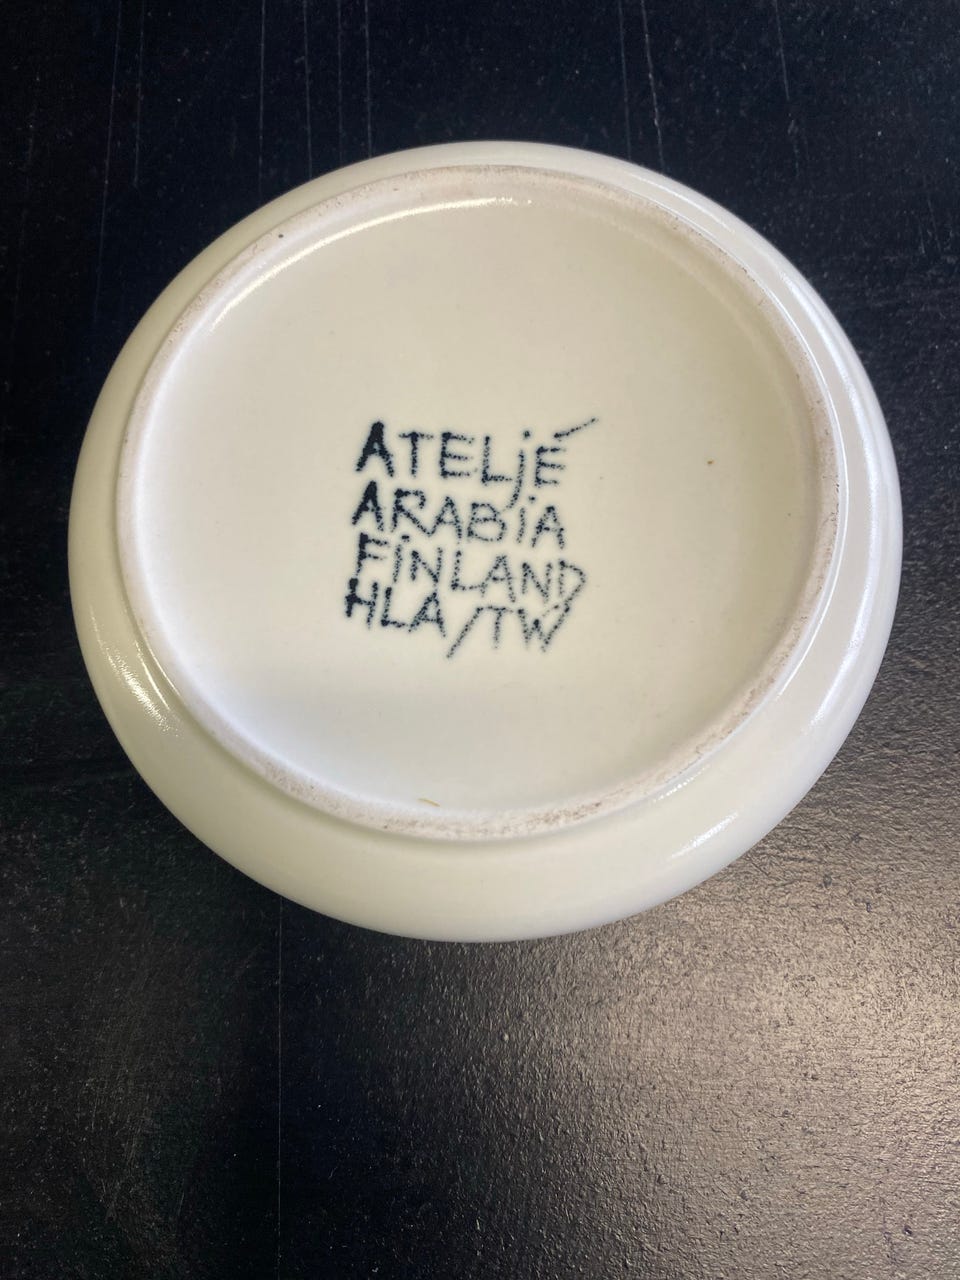 ATELjÉ
ARABiA
FiNLAND
HLA/TW